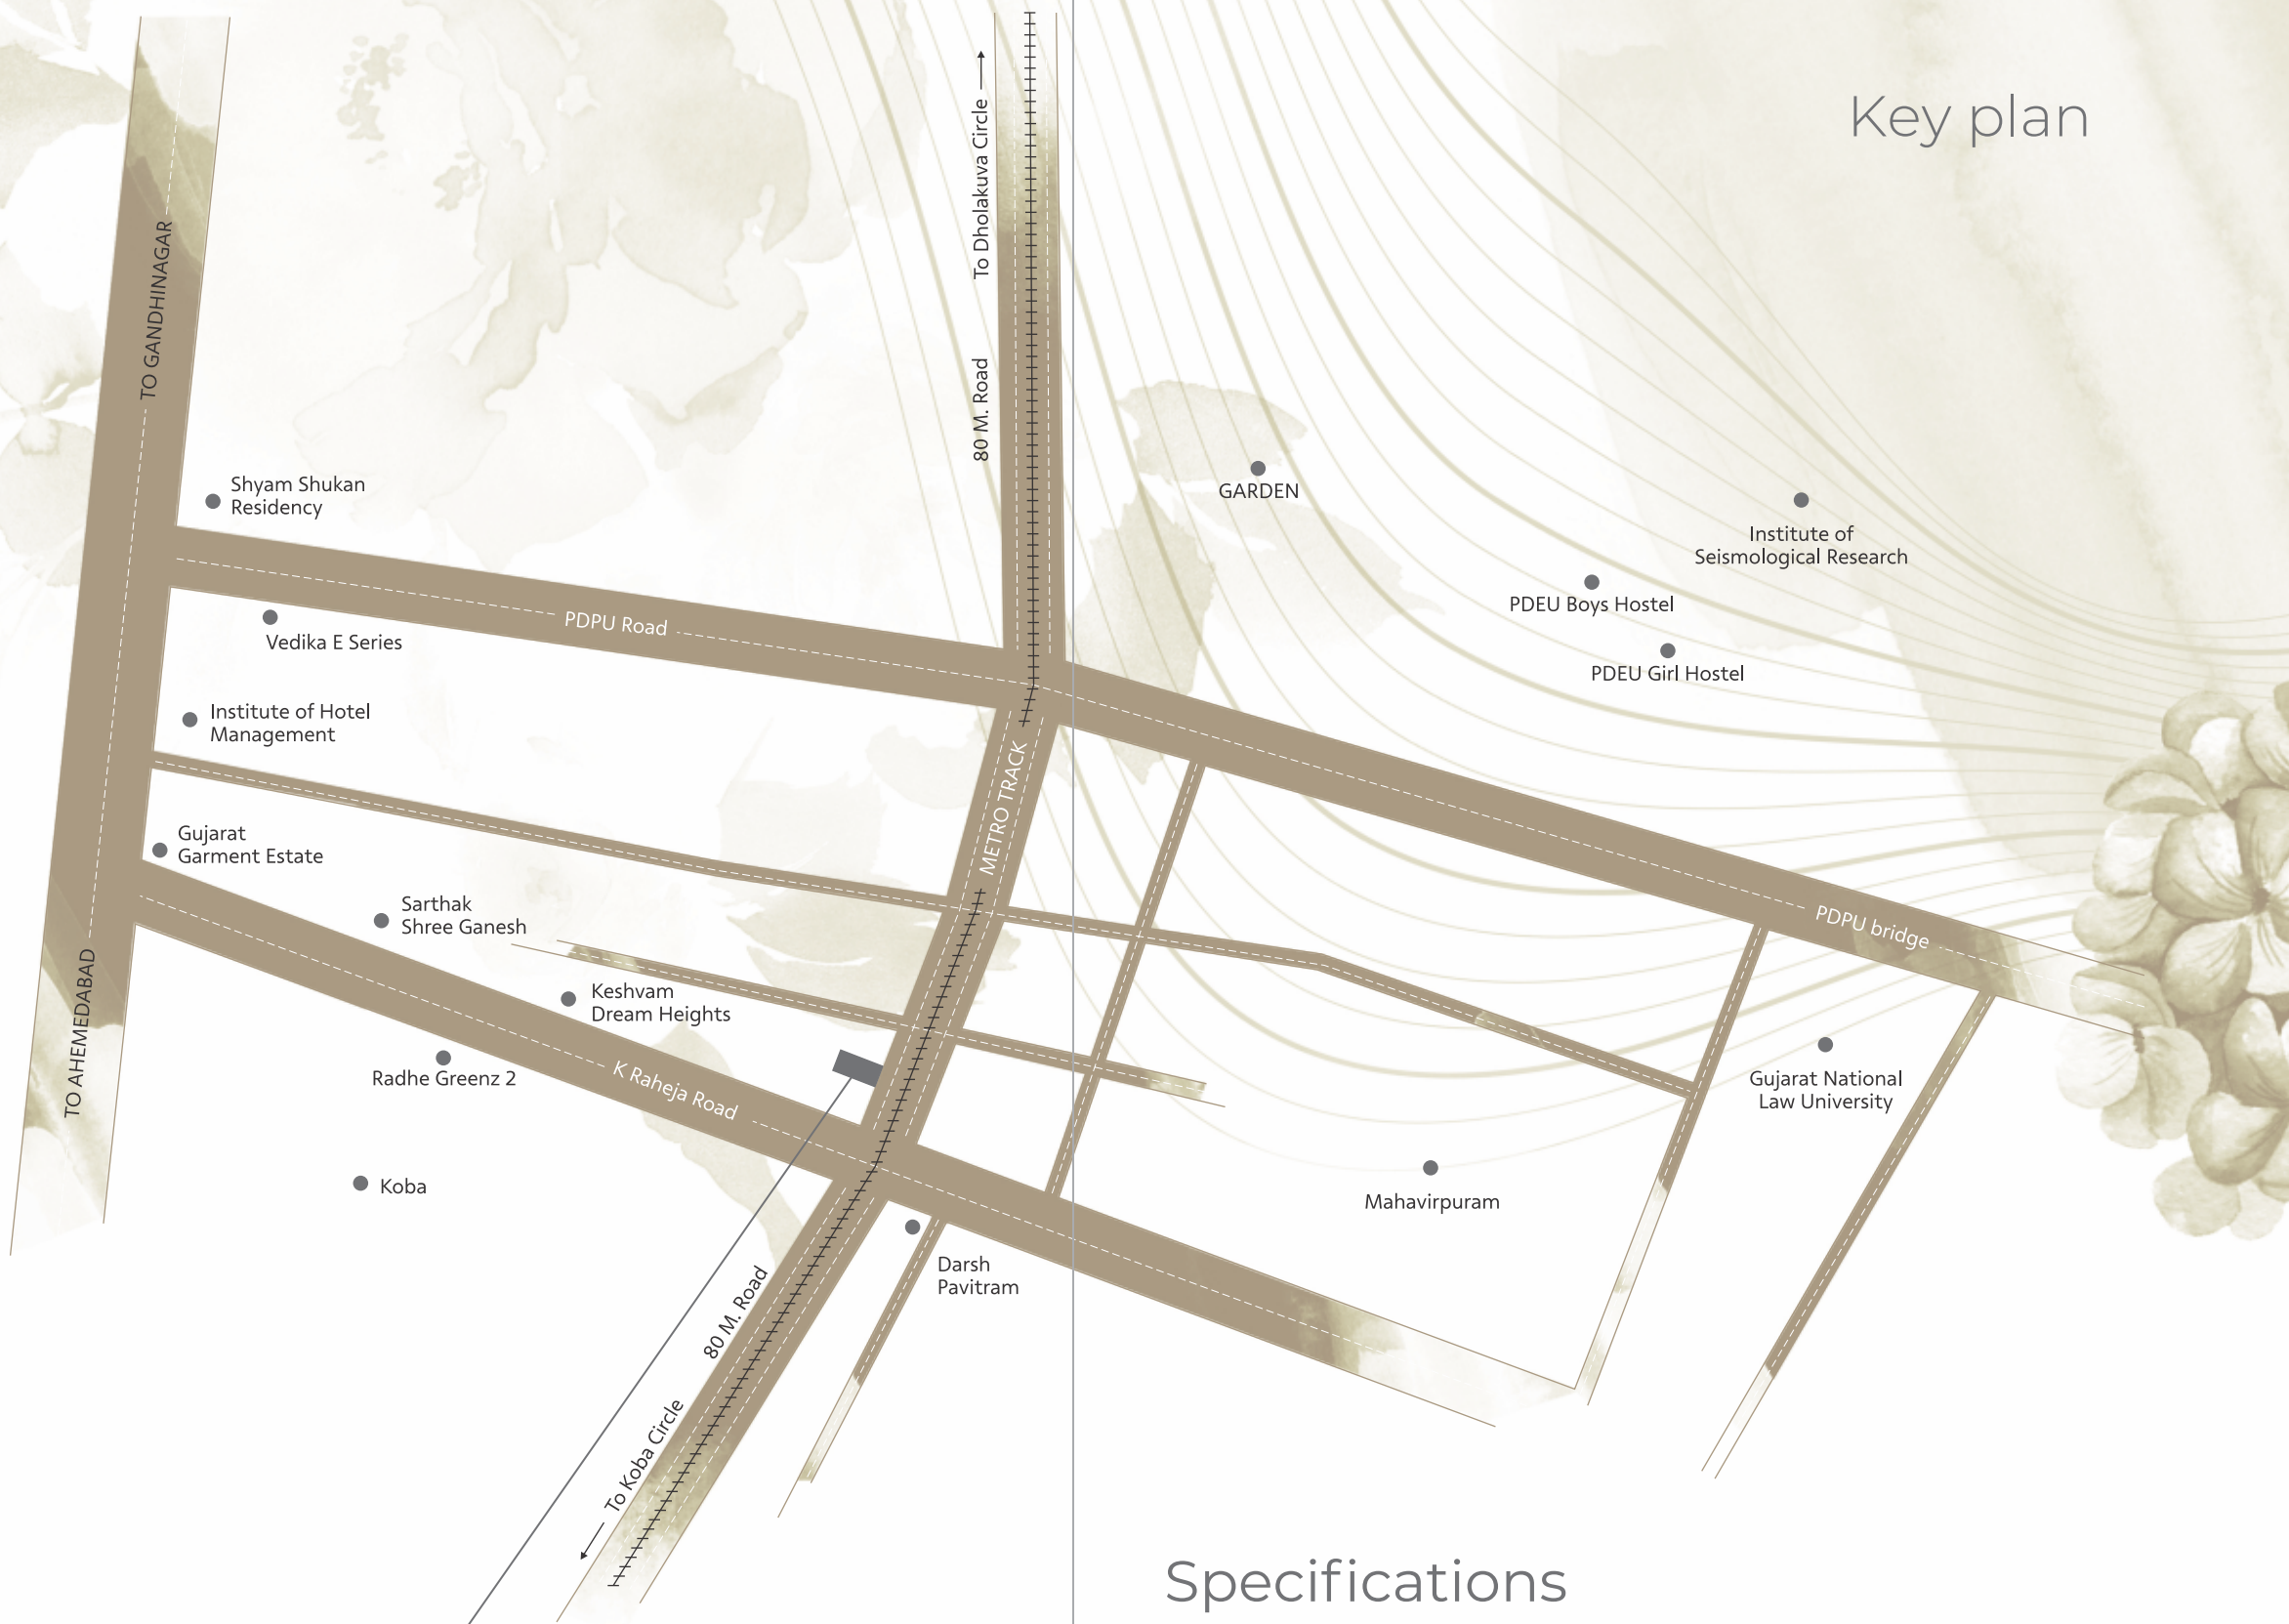 Key plan
To Dholakuva Circle
TO GANDHINAGAR
80 M. Road
Shyam Shukan
Residency
GARDEN
Institute of
Seismological Research
PDEU Boys Hostel
PDPU Road
Vedika E Series
PDEU Girl Hostel
Institute of Hotel
Management
METRO TRACK
Gujarat
Garment Estate
Sarthak
Shree Ganesh
PDPU bridge
Keshvam
Dream Heights
TO AHEMEDABAD
Radhe Greenz 2
K Raheja Road
Gujarat National
Law University
Koba
Mahavirpuram
Darsh
Pavitram
80 M. Road
To Koba Circle
Specifications